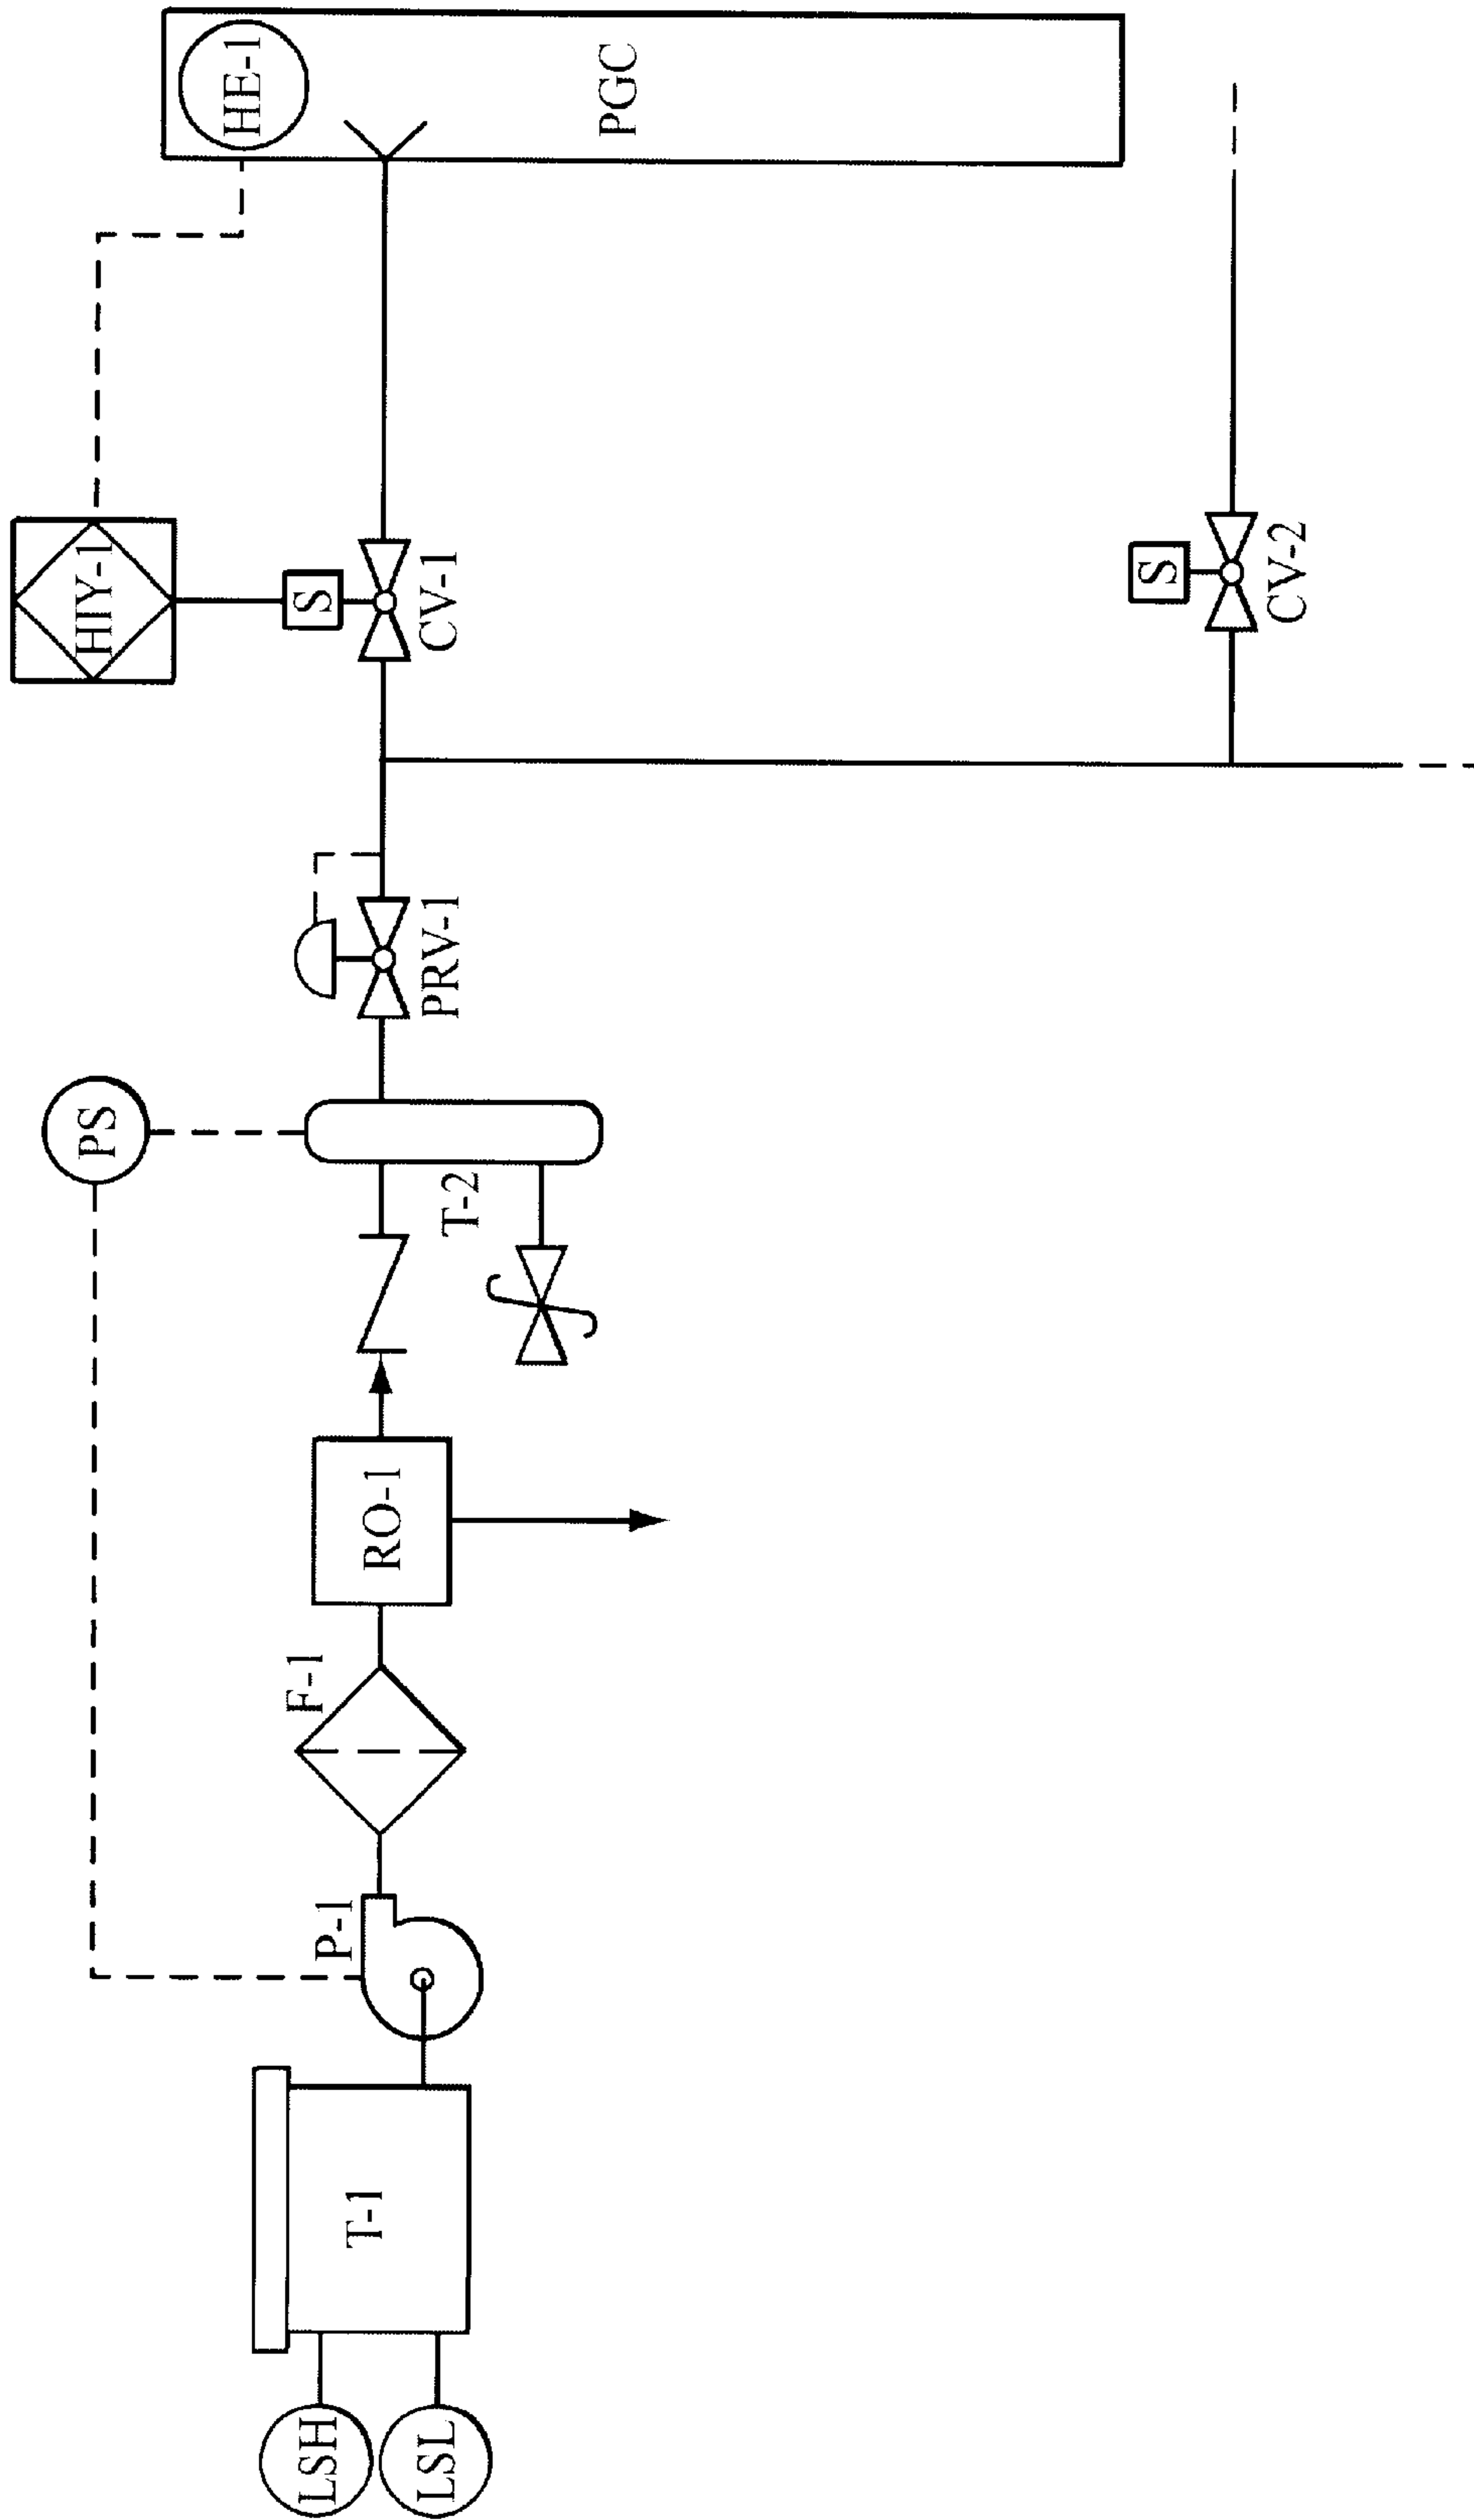 LSH
LSL
T-1
P-1
F-1
RO-1
T-2
PS
PRV-1
HIY-1
S
CV-1
S
CV-2
HE-1
PGC